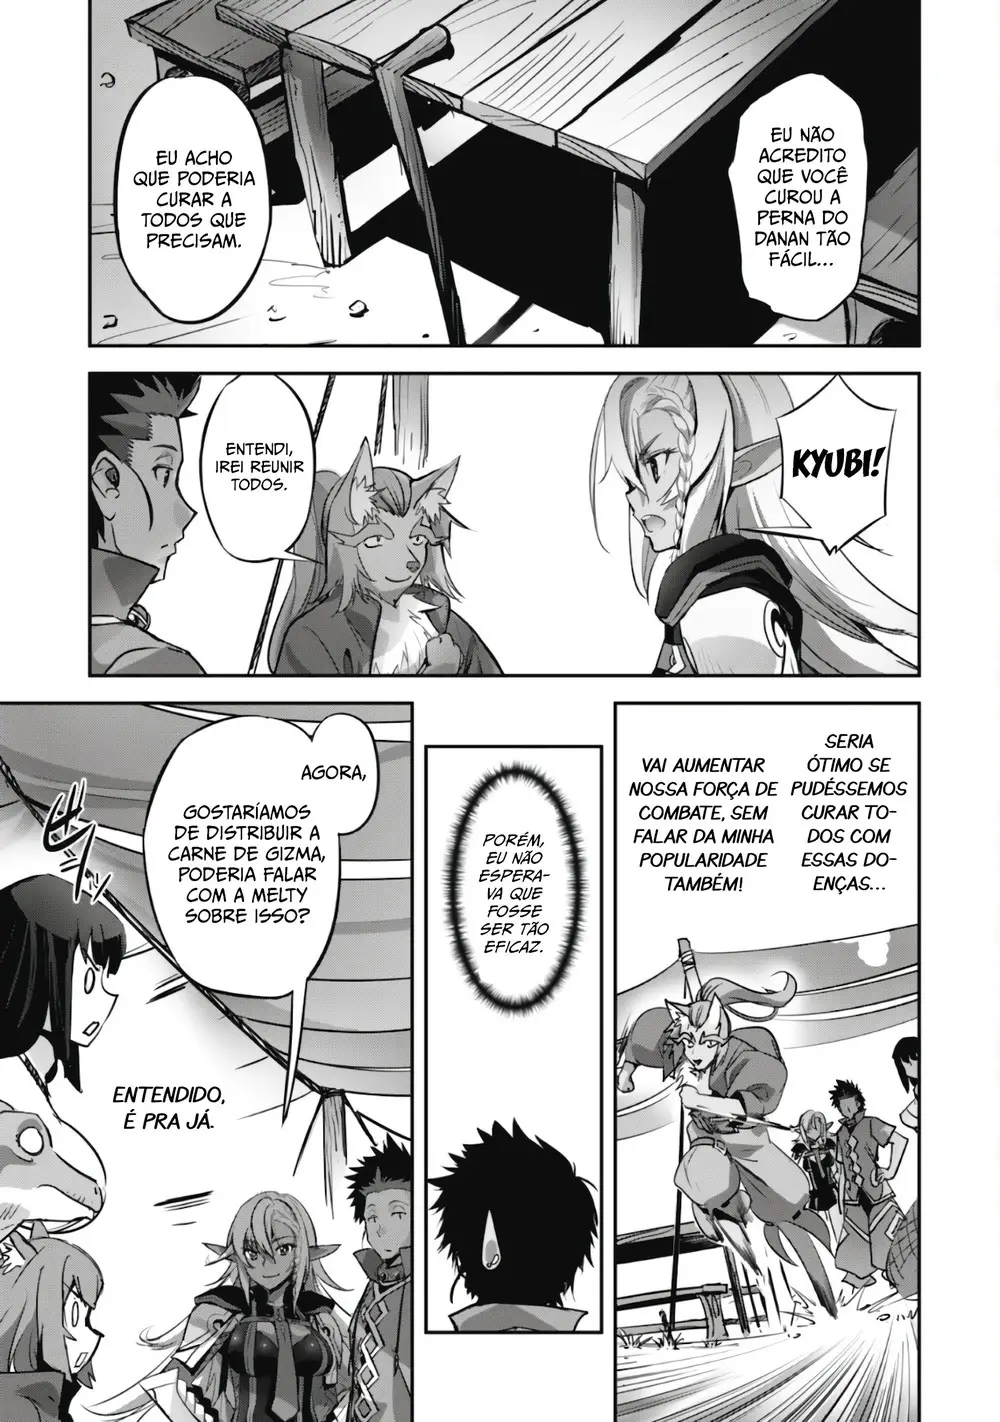 EU NÃO
ACREDITO
QUE VOCÊ
CUROU A
PERNA DO
DANAN TÃO
FÁCIL...
EU ACHO
QUE PODERIA
CURAR A
TODOS QUE
PRECISAM.
KYUBI!
ENTENDI,
IREI REUNIR
TODOS.
SERIA
ÓTIMO SE
PUDÉSSEMOS
CURAR TO-
DOS COM
ESSAS DO-
ENÇAS...
VAI AUMENTAR
NOSSA FORÇA DE
COMBATE, SEM
FALAR DA MINHA
POPULARIDADE
TAMBÉM!
PORÉM,
EU NÃO
ESPERA-
VA QUE
FOSSE
SER TÃO
EFICAZ.
AGORA,
GOSTARÍAMOS
DE DISTRIBUIR A
CARNE DE GIZMA,
PODERIA FALAR
COM A MELTY
SOBRE ISSO?
ENTENDIDO,
É PRA JÁ.